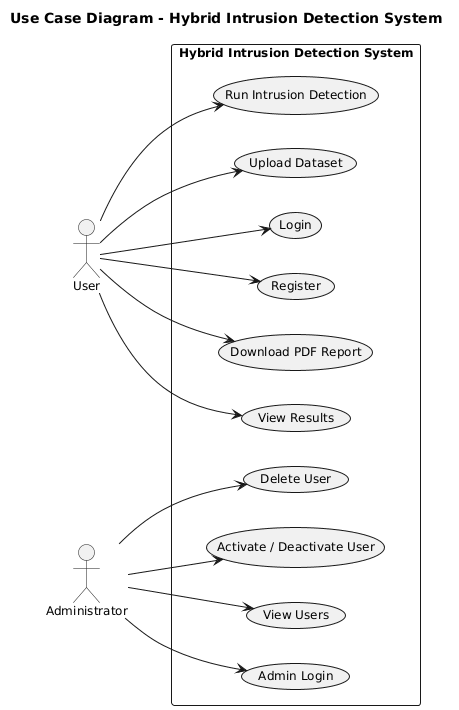 Use Case Diagram - Hybrid Intrusion Detection System
Hybrid Intrusion Detection System
Run Intrusion Detection
Upload Dataset
Login
User
Register
Download PDF Report
View Results
Delete User
Activate / Deactivate User
Administrator
View Users
Admin Login